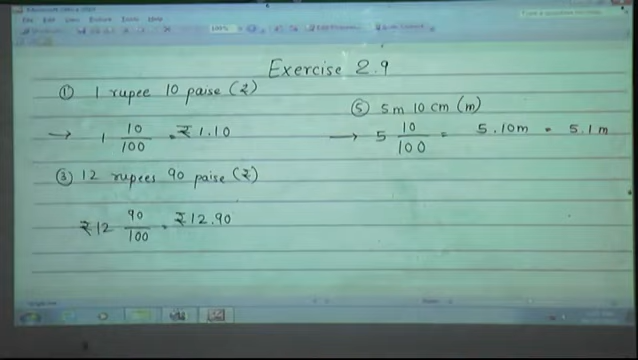 Exercise 2.9
① 1 rupee 10 paise (₹)
→ 1 10/100 = ₹1.10
③ 12 rupees 90 paise (₹)
₹12 90/100 = ₹12.90
⑤ 5m 10 cm (m)
→ 5 10/100 = 5.10m = 5.1m